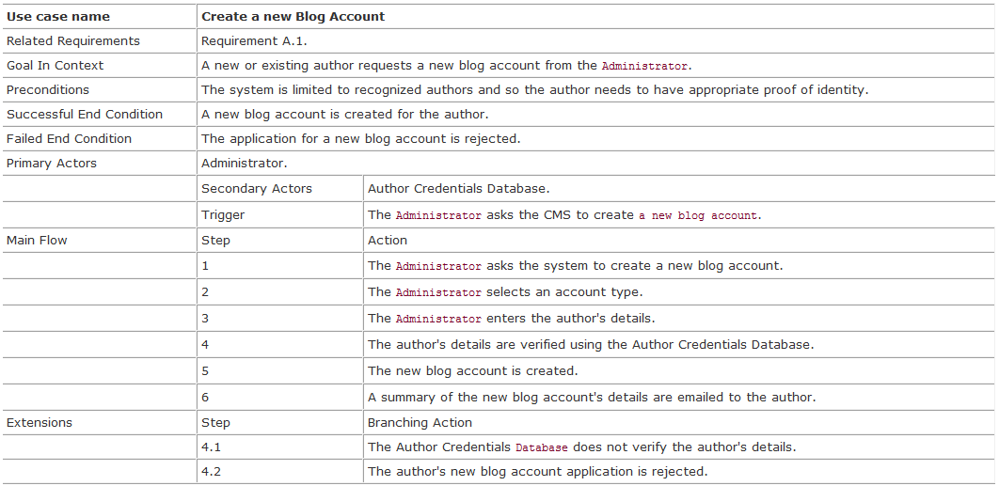 Use case name Create a new Blog Account
Related Requirements Requirement A.1.
Goal In Context A new or existing author requests a new blog account from the Administrator.
Preconditions The system is limited to recognized authors and so the author needs to have appropriate proof of identity.
Successful End Condition A new blog account is created for the author.
Failed End Condition The application for a new blog account is rejected.
Primary Actors Administrator.
Secondary Actors Author Credentials Database.
Trigger The Administrator asks the CMS to create a new blog account.
Main Flow Step Action
1 The Administrator asks the system to create a new blog account.
2 The Administrator selects an account type.
3 The Administrator enters the author's details.
4 The author's details are verified using the Author Credentials Database.
5 The new blog account is created.
6 A summary of the new blog account's details are emailed to the author.
Extensions Step Branching Action
4.1 The Author Credentials Database does not verify the author's details.
4.2 The author's new blog account application is rejected.